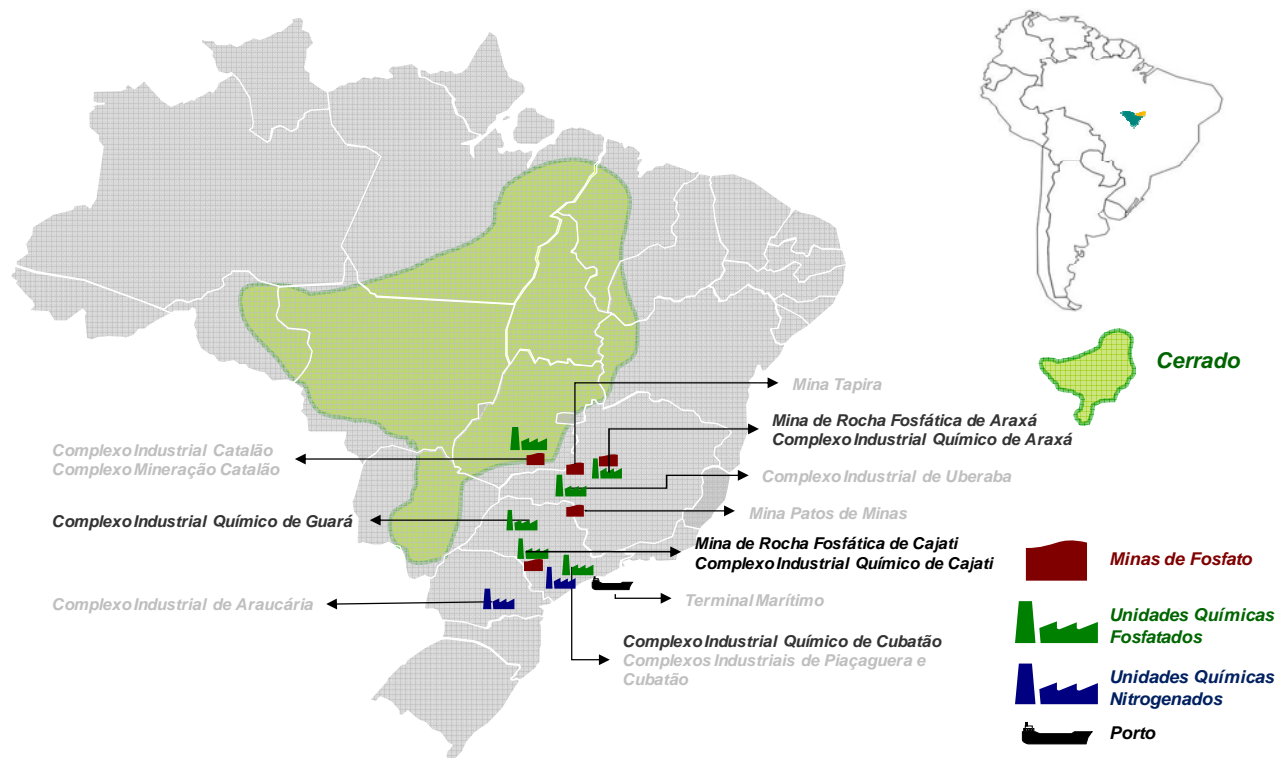 Cerrado
Mina Tapira
Mina de Rocha Fosfática de Araxá
Complexo Industrial Químico de Araxá
Complexo Industrial Catalão
Complexo Mineração Catalão
Complexo Industrial de Uberaba
Complexo Industrial Químico de Guará
Mina Patos de Minas
Mina de Rocha Fosfática de Cajati
Complexo Industrial Químico de Cajati
Complexo Industrial de Araucária
Terminal Marítimo
Complexo Industrial Químico de Cubatão
Complexos Industriais de Piaçaguera e
Cubatão
Minas de Fosfato
Unidades Químicas
Fosfatados
Unidades Químicas
Nitrogenados
Porto